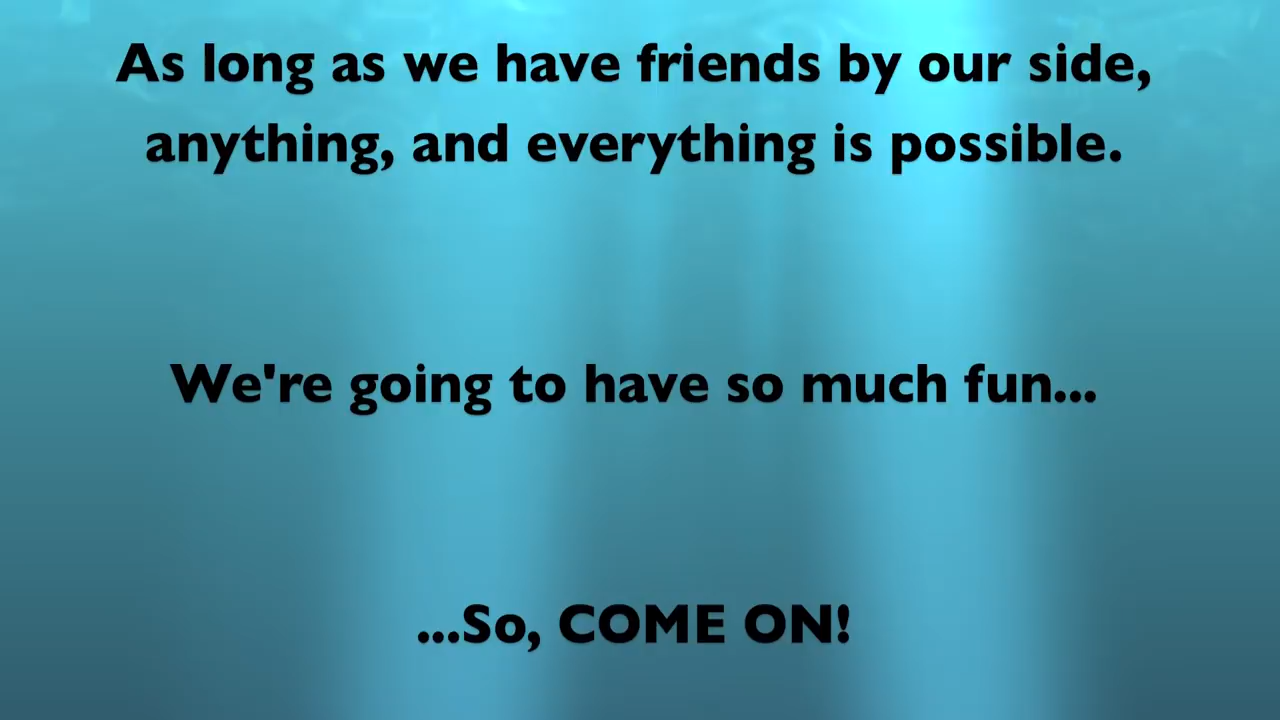 As long as we have friends by our side,
anything, and everything is possible.
We're going to have so much fun...
...So, COME ON!